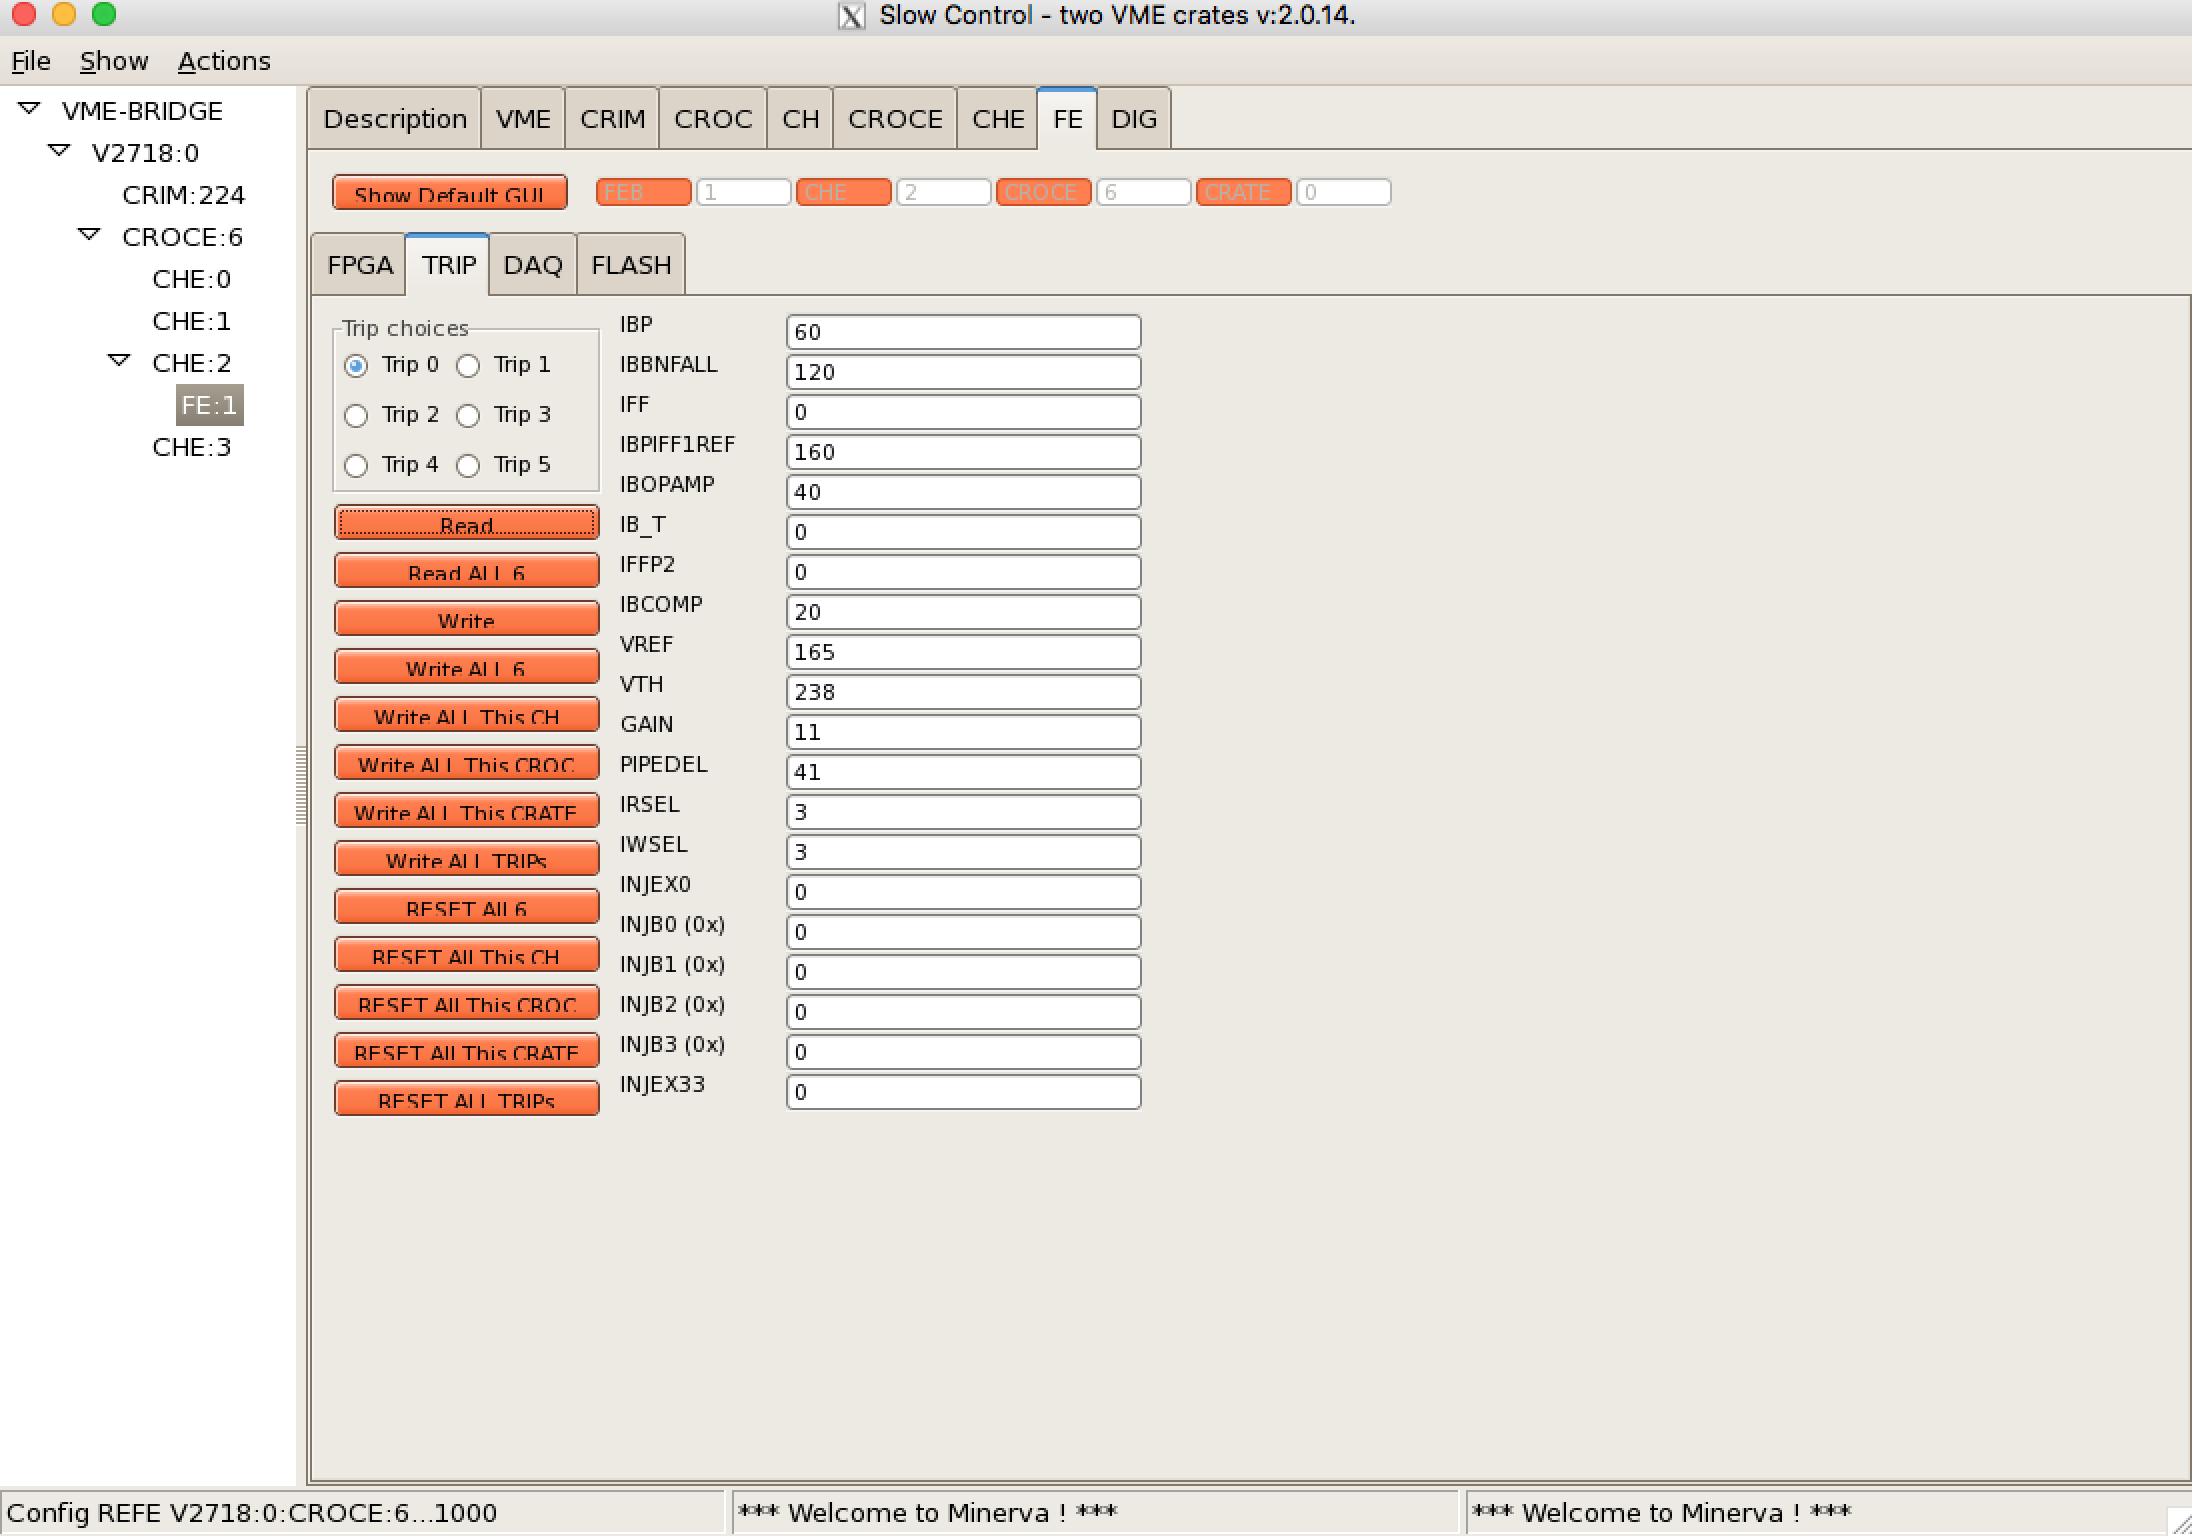 Slow Control - two VME crates v:2.0.14.
File Show Actions
VME-BRIDGE
V2718:0
CRIM:224
CROCE:6
CHE:0
CHE:1
CHE:2
FE:1
CHE:3
Description VME CRIM CROC CH CROCE CHE FE DIG
Show Default GUI FEB 1 CHE 2 CROCE 6 CRATE 0
FPGA TRIP DAQ FLASH
Trip choices
Trip 0 Trip 1
Trip 2 Trip 3
Trip 4 Trip 5
Read
Read ALL 6
Write
Write ALL 6
Write ALL This CH
Write ALL This CROC
Write ALL This CRATE
Write ALL TRIPs
RESET All 6
RESET All This CH
RESET All This CROC
RESET All This CRATE
RESET ALL TRIPs
IBP 60
IBBNFALL 120
IFF 0
IBPIFF1REF 160
IBOPAMP 40
IB_T 0
IFFP2 0
IBCOMP 20
VREF 165
VTH 238
GAIN 11
PIPEDEL 41
IRSEL 3
IWSEL 3
INJEX0 0
INJB0 (0x) 0
INJB1 (0x) 0
INJB2 (0x) 0
INJB3 (0x) 0
INJEX33 0
Config REFE V2718:0:CROCE:6...1000
*** Welcome to Minerva ! ***
*** Welcome to Minerva ! ***